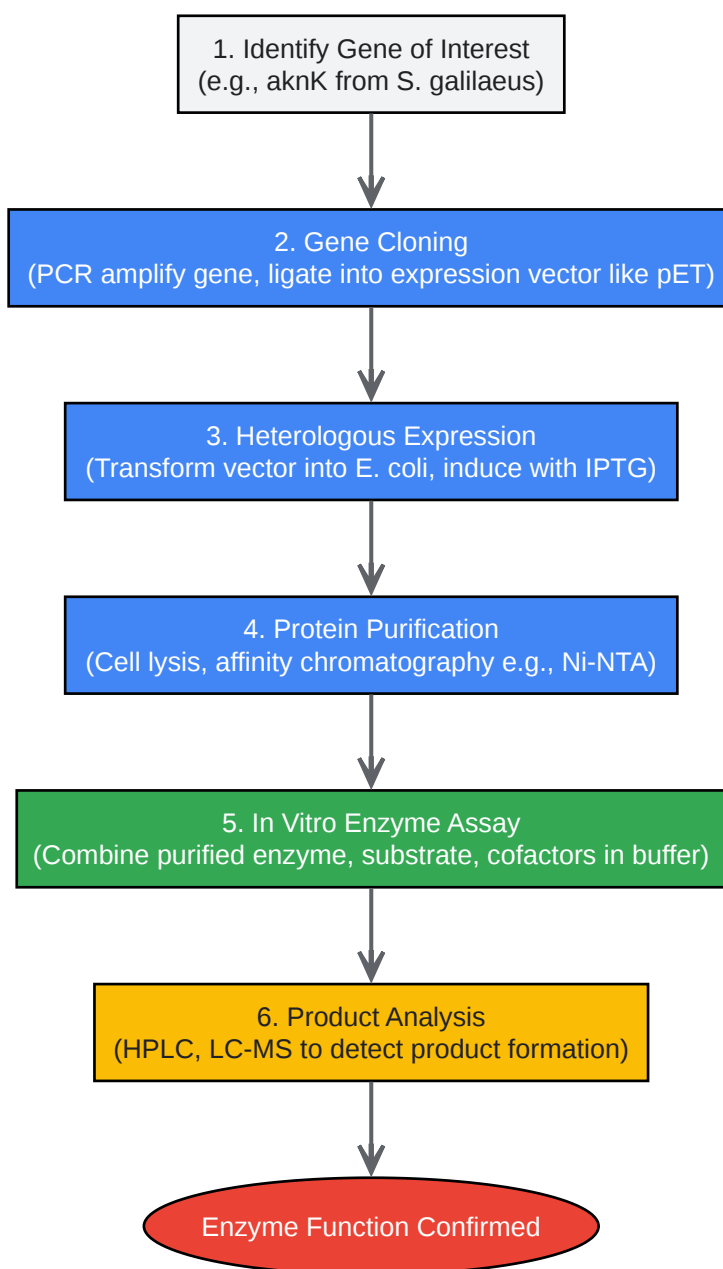 1. Identify Gene of Interest
(e.g., aknK from S. galilaeus)
2. Gene Cloning
(PCR amplify gene, ligate into expression vector like pET)
3. Heterologous Expression
(Transform vector into E. coli, induce with IPTG)
4. Protein Purification
(Cell lysis, affinity chromatography e.g., Ni-NTA)
5. In Vitro Enzyme Assay
(Combine purified enzyme, substrate, cofactors in buffer)
6. Product Analysis
(HPLC, LC-MS to detect product formation)
Enzyme Function Confirmed